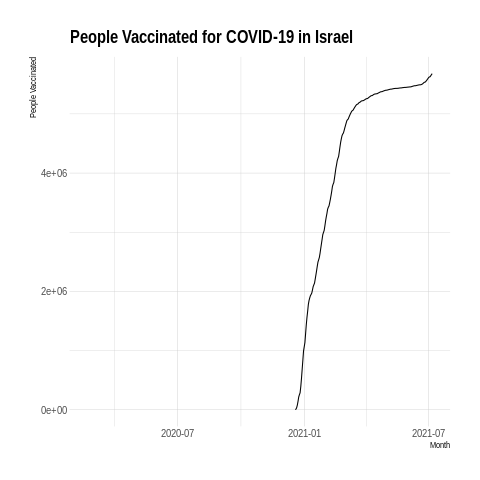 People Vaccinated for COVID-19 in Israel
People Vaccinated
4e+06
2e+06
0e+00
2020-07
2021-01
2021-07
Month